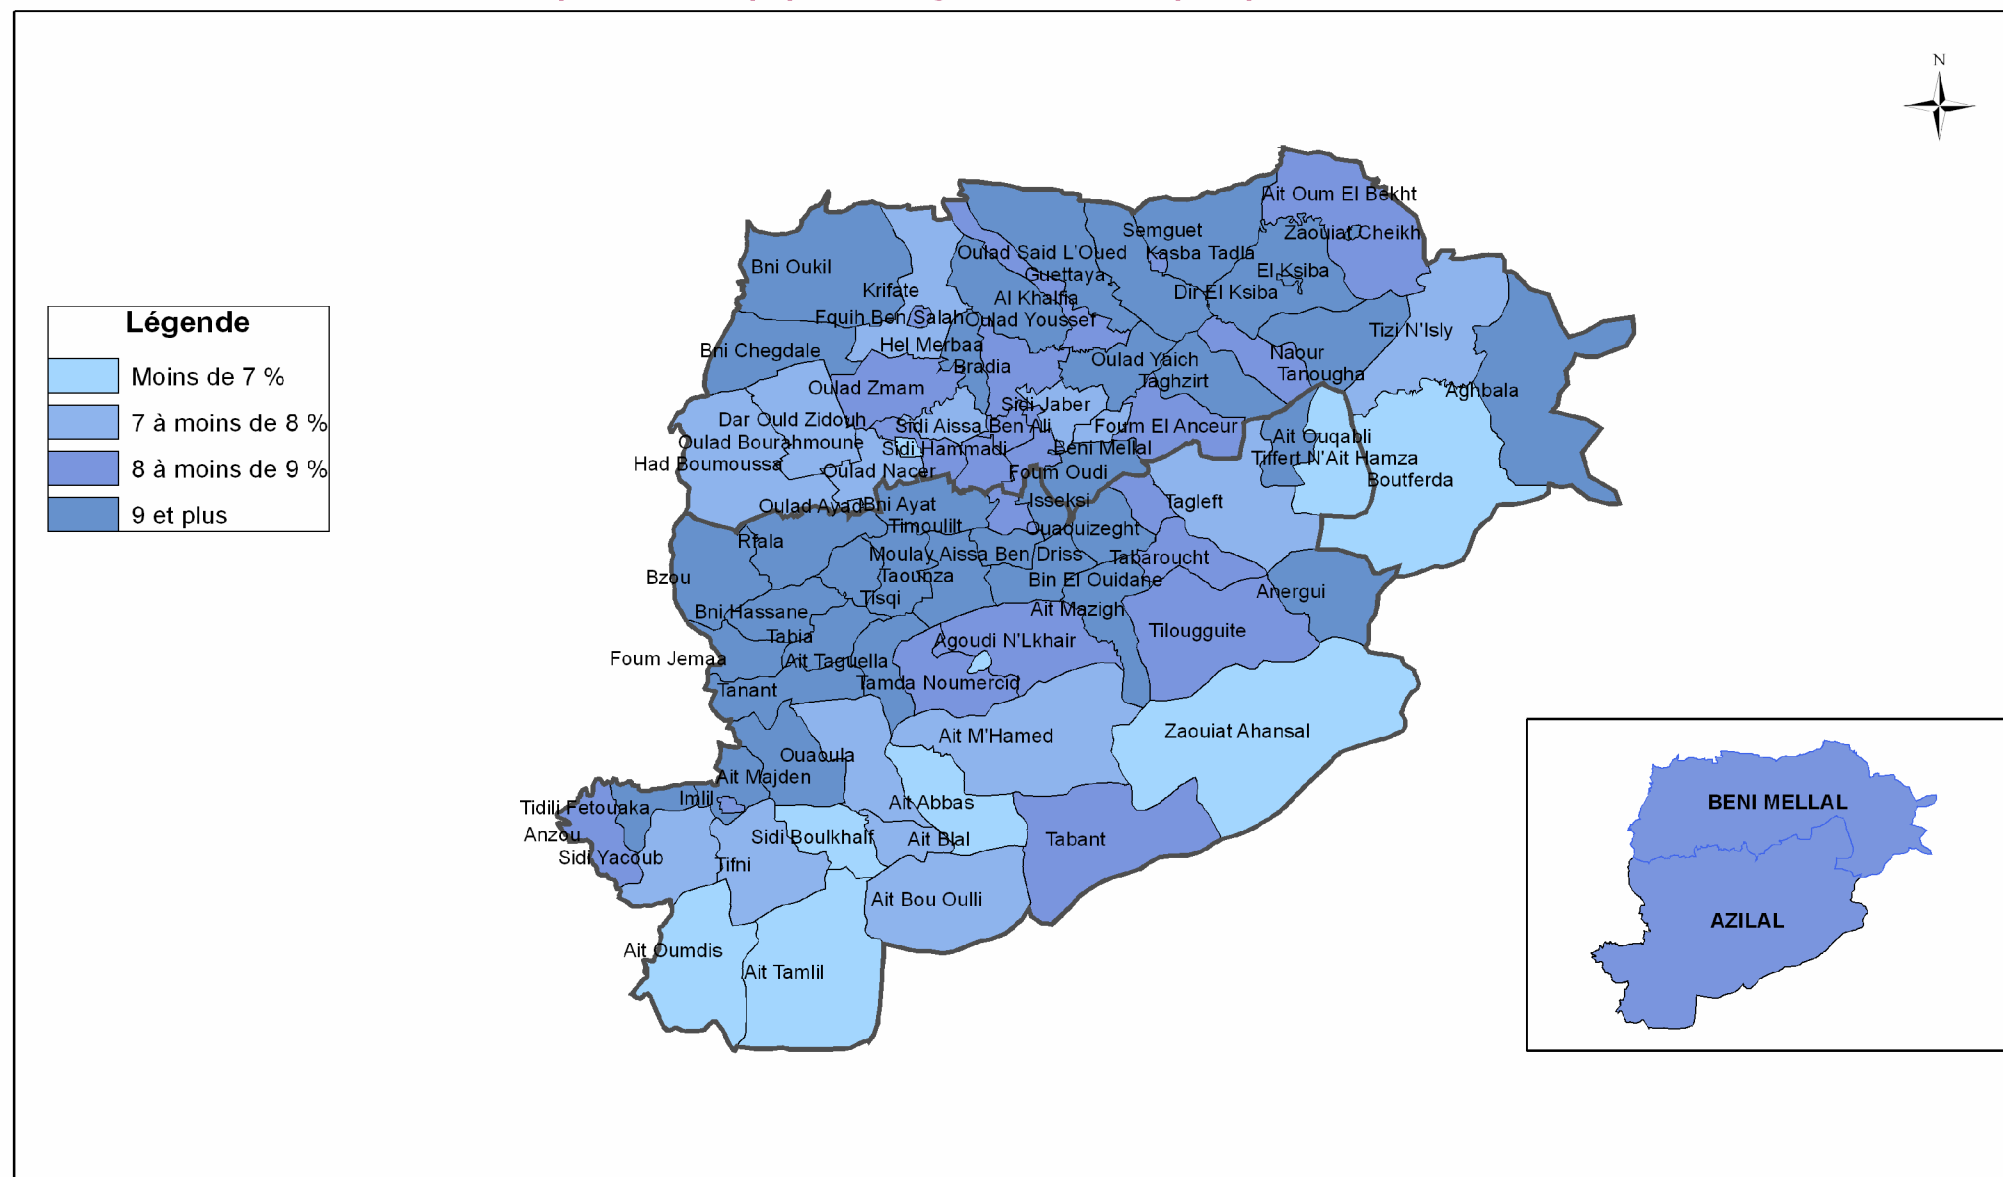 N
Légende
Moins de 7 %
7 à moins de 8 %
8 à moins de 9 %
9 et plus
Ait Oum El Bekht
Semguet
Zaouiat Cheikh
Kasba Tadla
Oulad Said L'Oued
Bni Oukil
El Ksiba
Guettaya
Krifate
Al Khalfia
Dir El Ksiba
Fquih Ben Salah
Oulad Youssef
Tizi N'Isly
Hel Merbaa
Bni Chegdale
Naour
Oulad Yaich
Bradia
Tanougha
Taghzirt
Oulad Zmam
Aghbala
Sidi Jaber
Dar Ould Zidouh
Sidi Aissa Ben Ali
Foum El Anceur
Ait Ouqabli
Oulad Bourahmoune
Sidi Hammadi
Beni Mellal
Tiffert N'Ait Hamza
Had Boumoussa
Oulad Nacer
Foum Oudi
Boutferda
Oulad Ayad
Bni Ayat
Isseksi
Tagleft
Timoulilt
Ouaouizeght
Rfala
Moulay Aissa Ben Driss
Tabaroucht
Bzou
Taounza
Bin El Ouidane
Anergui
Tisqi
Bni Hassane
Ait Mazigh
Tabia
Agoudi N'Lkhair
Tilougguite
Foum Jemaa
Ait Taguella
Tanant
Tamda Noumercid
Ait M'Hamed
Zaouiat Ahansal
Ouaoula
Ait Majden
Imlil
Ait Abbas
Tidili Fetouaka
Anzou
Sidi Boulkhalf
Ait Blal
Tabant
Sidi Yacoub
Tifni
Ait Bou Oulli
Ait Oumdis
Ait Tamlil
BENI MELLAL
AZILAL